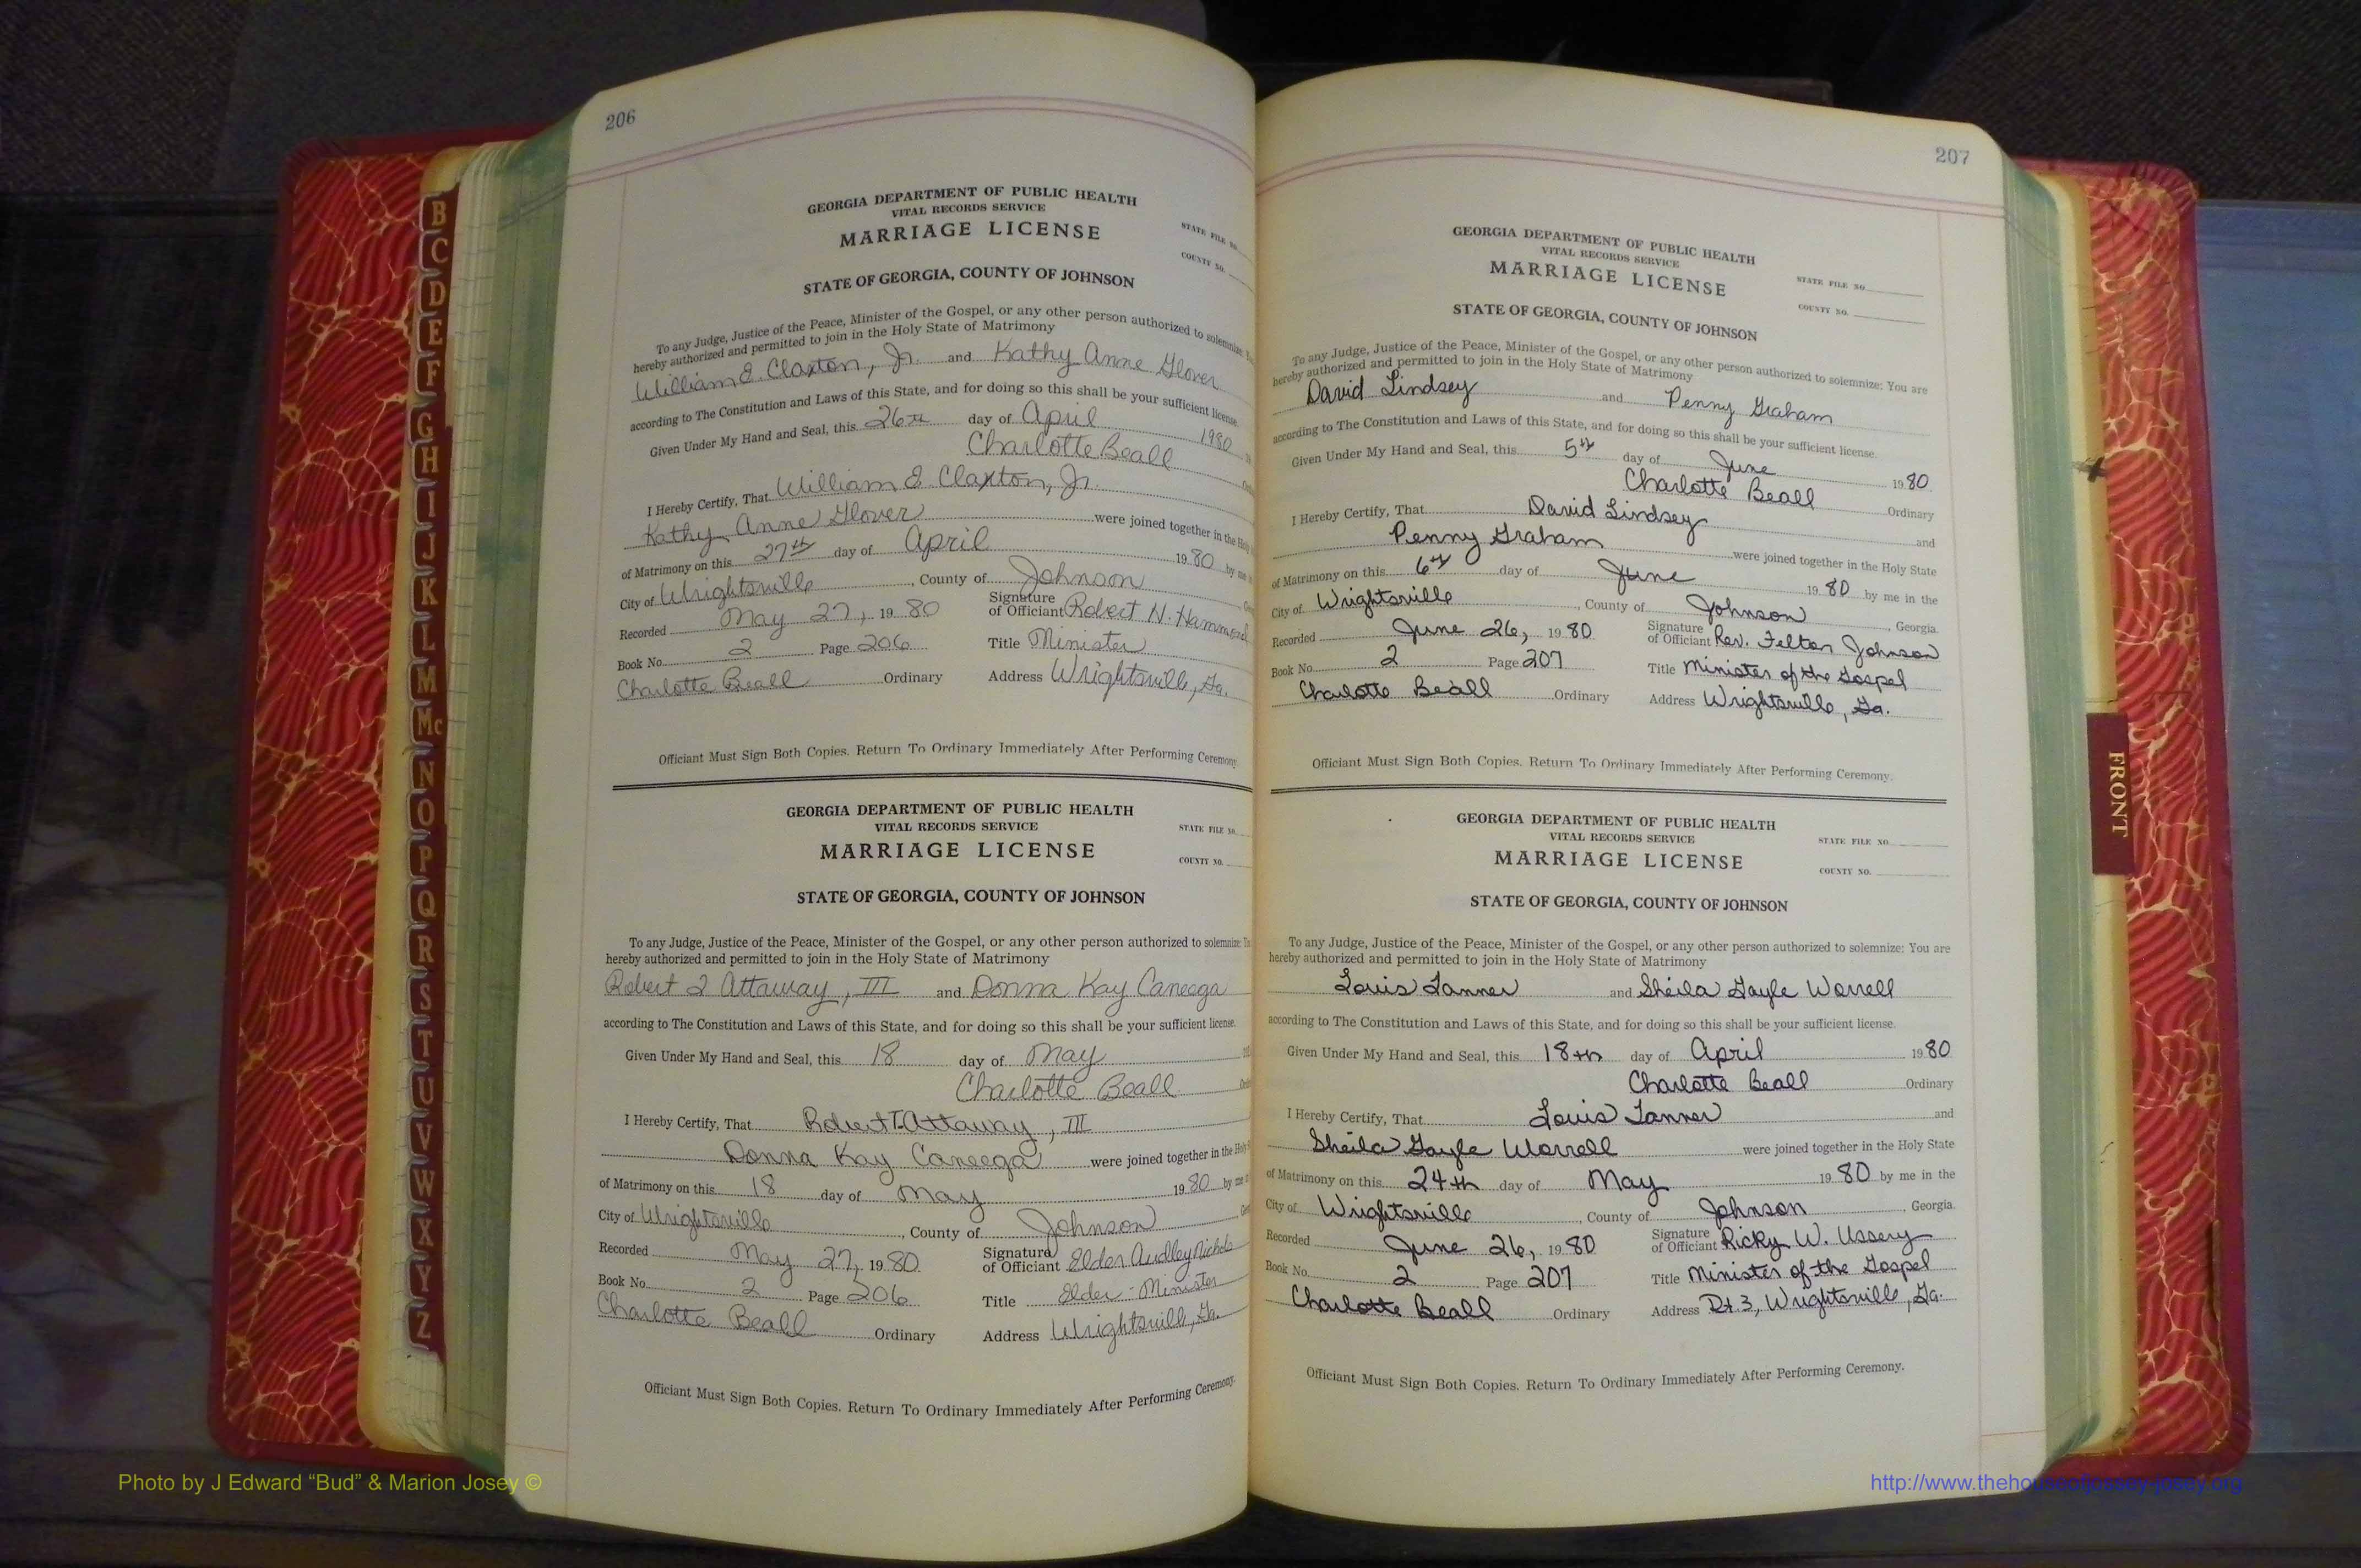 206
GEORGIA DEPARTMENT OF PUBLIC HEALTH
VITAL RECORDS SERVICE
MARRIAGE LICENSE
STATE FILE NO.
COUNTY NO.
STATE OF GEORGIA, COUNTY OF JOHNSON
To any Judge, Justice of the Peace, Minister of the Gospel, or any other person authorized to solemnize:
hereby authorized and permitted to join in the Holy State of Matrimony
William E. Claxton, Jr. and Kathy Anne Glover
according to The Constitution and Laws of this State, and for doing so this shall be your sufficient license.
Given Under My Hand and Seal, this 26th day of April 1980
Charlotte Beall
I Hereby Certify, That William E. Claxton, Jr.
Kathy Anne Glover were joined together in the
of Matrimony on this 27th day of April 1980 by me
City of Wrightsville, County of Johnson
Recorded May 27, 1980 Signature of Officiant Robert N. Hammond
Book No. 2 Page 206 Title Minister
Charlotte Beall Ordinary Address Wrightsville, Ga.
Officiant Must Sign Both Copies. Return To Ordinary Immediately After Performing Ceremony.
GEORGIA DEPARTMENT OF PUBLIC HEALTH
VITAL RECORDS SERVICE
MARRIAGE LICENSE
STATE FILE NO.
COUNTY NO.
STATE OF GEORGIA, COUNTY OF JOHNSON
To any Judge, Justice of the Peace, Minister of the Gospel, or any other person authorized to solemnize:
hereby authorized and permitted to join in the Holy State of Matrimony
Robert Attaway, III and Donna Kay Caneega
according to The Constitution and Laws of this State, and for doing so this shall be your sufficient license.
Given Under My Hand and Seal, this 18 day of May
Charlotte Beall
I Hereby Certify, That Robert T. Attaway, III
Donna Kay Caneega were joined together in the
of Matrimony on this 18 day of May 1980 by me
City of Wrightsville, County of Johnson
Recorded May 27, 1980 Signature of Officiant Elder Audley Nichols
Book No. 2 Page 206 Title Elder - Minister
Charlotte Beall Ordinary Address Wrightsville, Ga.
Officiant Must Sign Both Copies. Return To Ordinary Immediately After Performing Ceremony.
207
GEORGIA DEPARTMENT OF PUBLIC HEALTH
VITAL RECORDS SERVICE
MARRIAGE LICENSE
STATE FILE NO.
COUNTY NO.
STATE OF GEORGIA, COUNTY OF JOHNSON
To any Judge, Justice of the Peace, Minister of the Gospel, or any other person authorized to solemnize: You are
hereby authorized and permitted to join in the Holy State of Matrimony
David Lindsey and Penny Graham
according to The Constitution and Laws of this State, and for doing so this shall be your sufficient license.
Given Under My Hand and Seal, this 5th day of June 1980
Charlotte Beall Ordinary
I Hereby Certify, That David Lindsey and
Penny Graham were joined together in the Holy State
of Matrimony on this 6th day of June 1980 by me in the
City of Wrightsville, County of Johnson, Georgia.
Recorded June 26, 1980 Signature of Officiant Rev. Felton Johnson
Book No. 2 Page 207 Title Minister of the Gospel
Charlotte Beall Ordinary Address Wrightsville, Ga.
Officiant Must Sign Both Copies. Return To Ordinary Immediately After Performing Ceremony.
GEORGIA DEPARTMENT OF PUBLIC HEALTH
VITAL RECORDS SERVICE
MARRIAGE LICENSE
STATE FILE NO.
COUNTY NO.
STATE OF GEORGIA, COUNTY OF JOHNSON
To any Judge, Justice of the Peace, Minister of the Gospel, or any other person authorized to solemnize: You are
hereby authorized and permitted to join in the Holy State of Matrimony
Louis Tanner and Sheila Gayle Worrell
according to The Constitution and Laws of this State, and for doing so this shall be your sufficient license.
Given Under My Hand and Seal, this 18th day of April 1980
Charlotte Beall Ordinary
I Hereby Certify, That Louis Tanner and
Sheila Gayle Worrell were joined together in the Holy State
of Matrimony on this 24th day of May 1980 by me in the
City of Wrightsville, County of Johnson, Georgia.
Recorded June 26, 1980 Signature of Officiant Ricky W. Ussery
Book No. 2 Page 207 Title Minister of the Gospel
Charlotte Beall Ordinary Address Rt 3, Wrightsville, Ga.
Officiant Must Sign Both Copies. Return To Ordinary Immediately After Performing Ceremony.
B
C
D
E
F
G
H
I
J
K
L
M
Mc
N
O
P
Q
R
S
T
U
V
W
X
Y
Z
FRONT
Photo by J Edward “Bud” & Marion Josey ©
http://www.thehouseofjossey-josey.org